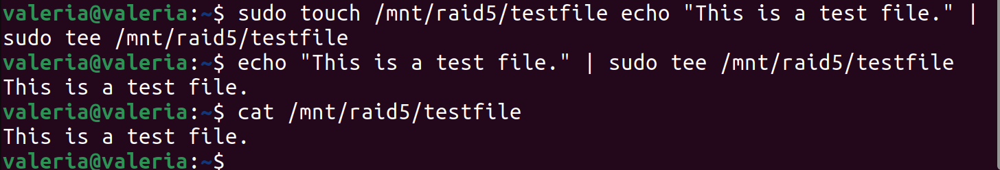 valeria@valeria:~$ sudo touch /mnt/raid5/testfile echo "This is a test file." |
sudo tee /mnt/raid5/testfile
valeria@valeria:~$ echo "This is a test file." | sudo tee /mnt/raid5/testfile
This is a test file.
valeria@valeria:~$ cat /mnt/raid5/testfile
This is a test file.
valeria@valeria:~$